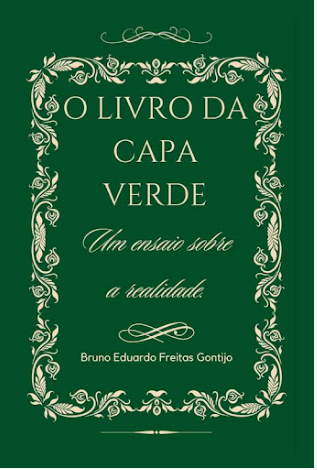 O LIVRO DA
CAPA
VERDE
Um ensaio sobre
a realidade.
Bruno Eduardo Freitas Gontijo